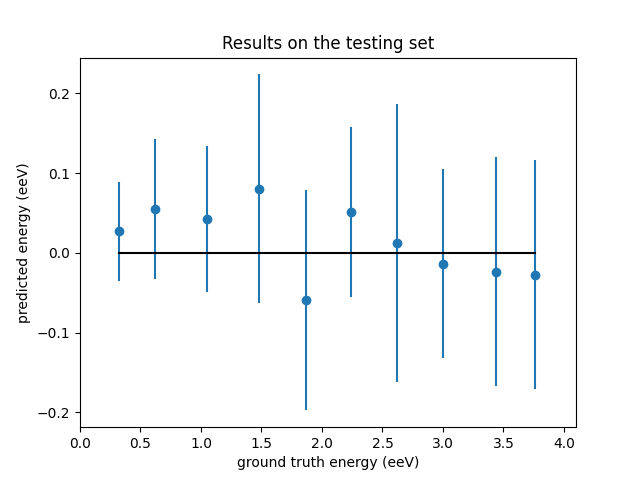 Results on the testing set
predicted energy (eeV)
0.2
0.1
0.0
−0.1
−0.2
0.0 0.5 1.0 1.5 2.0 2.5 3.0 3.5 4.0
ground truth energy (eeV)